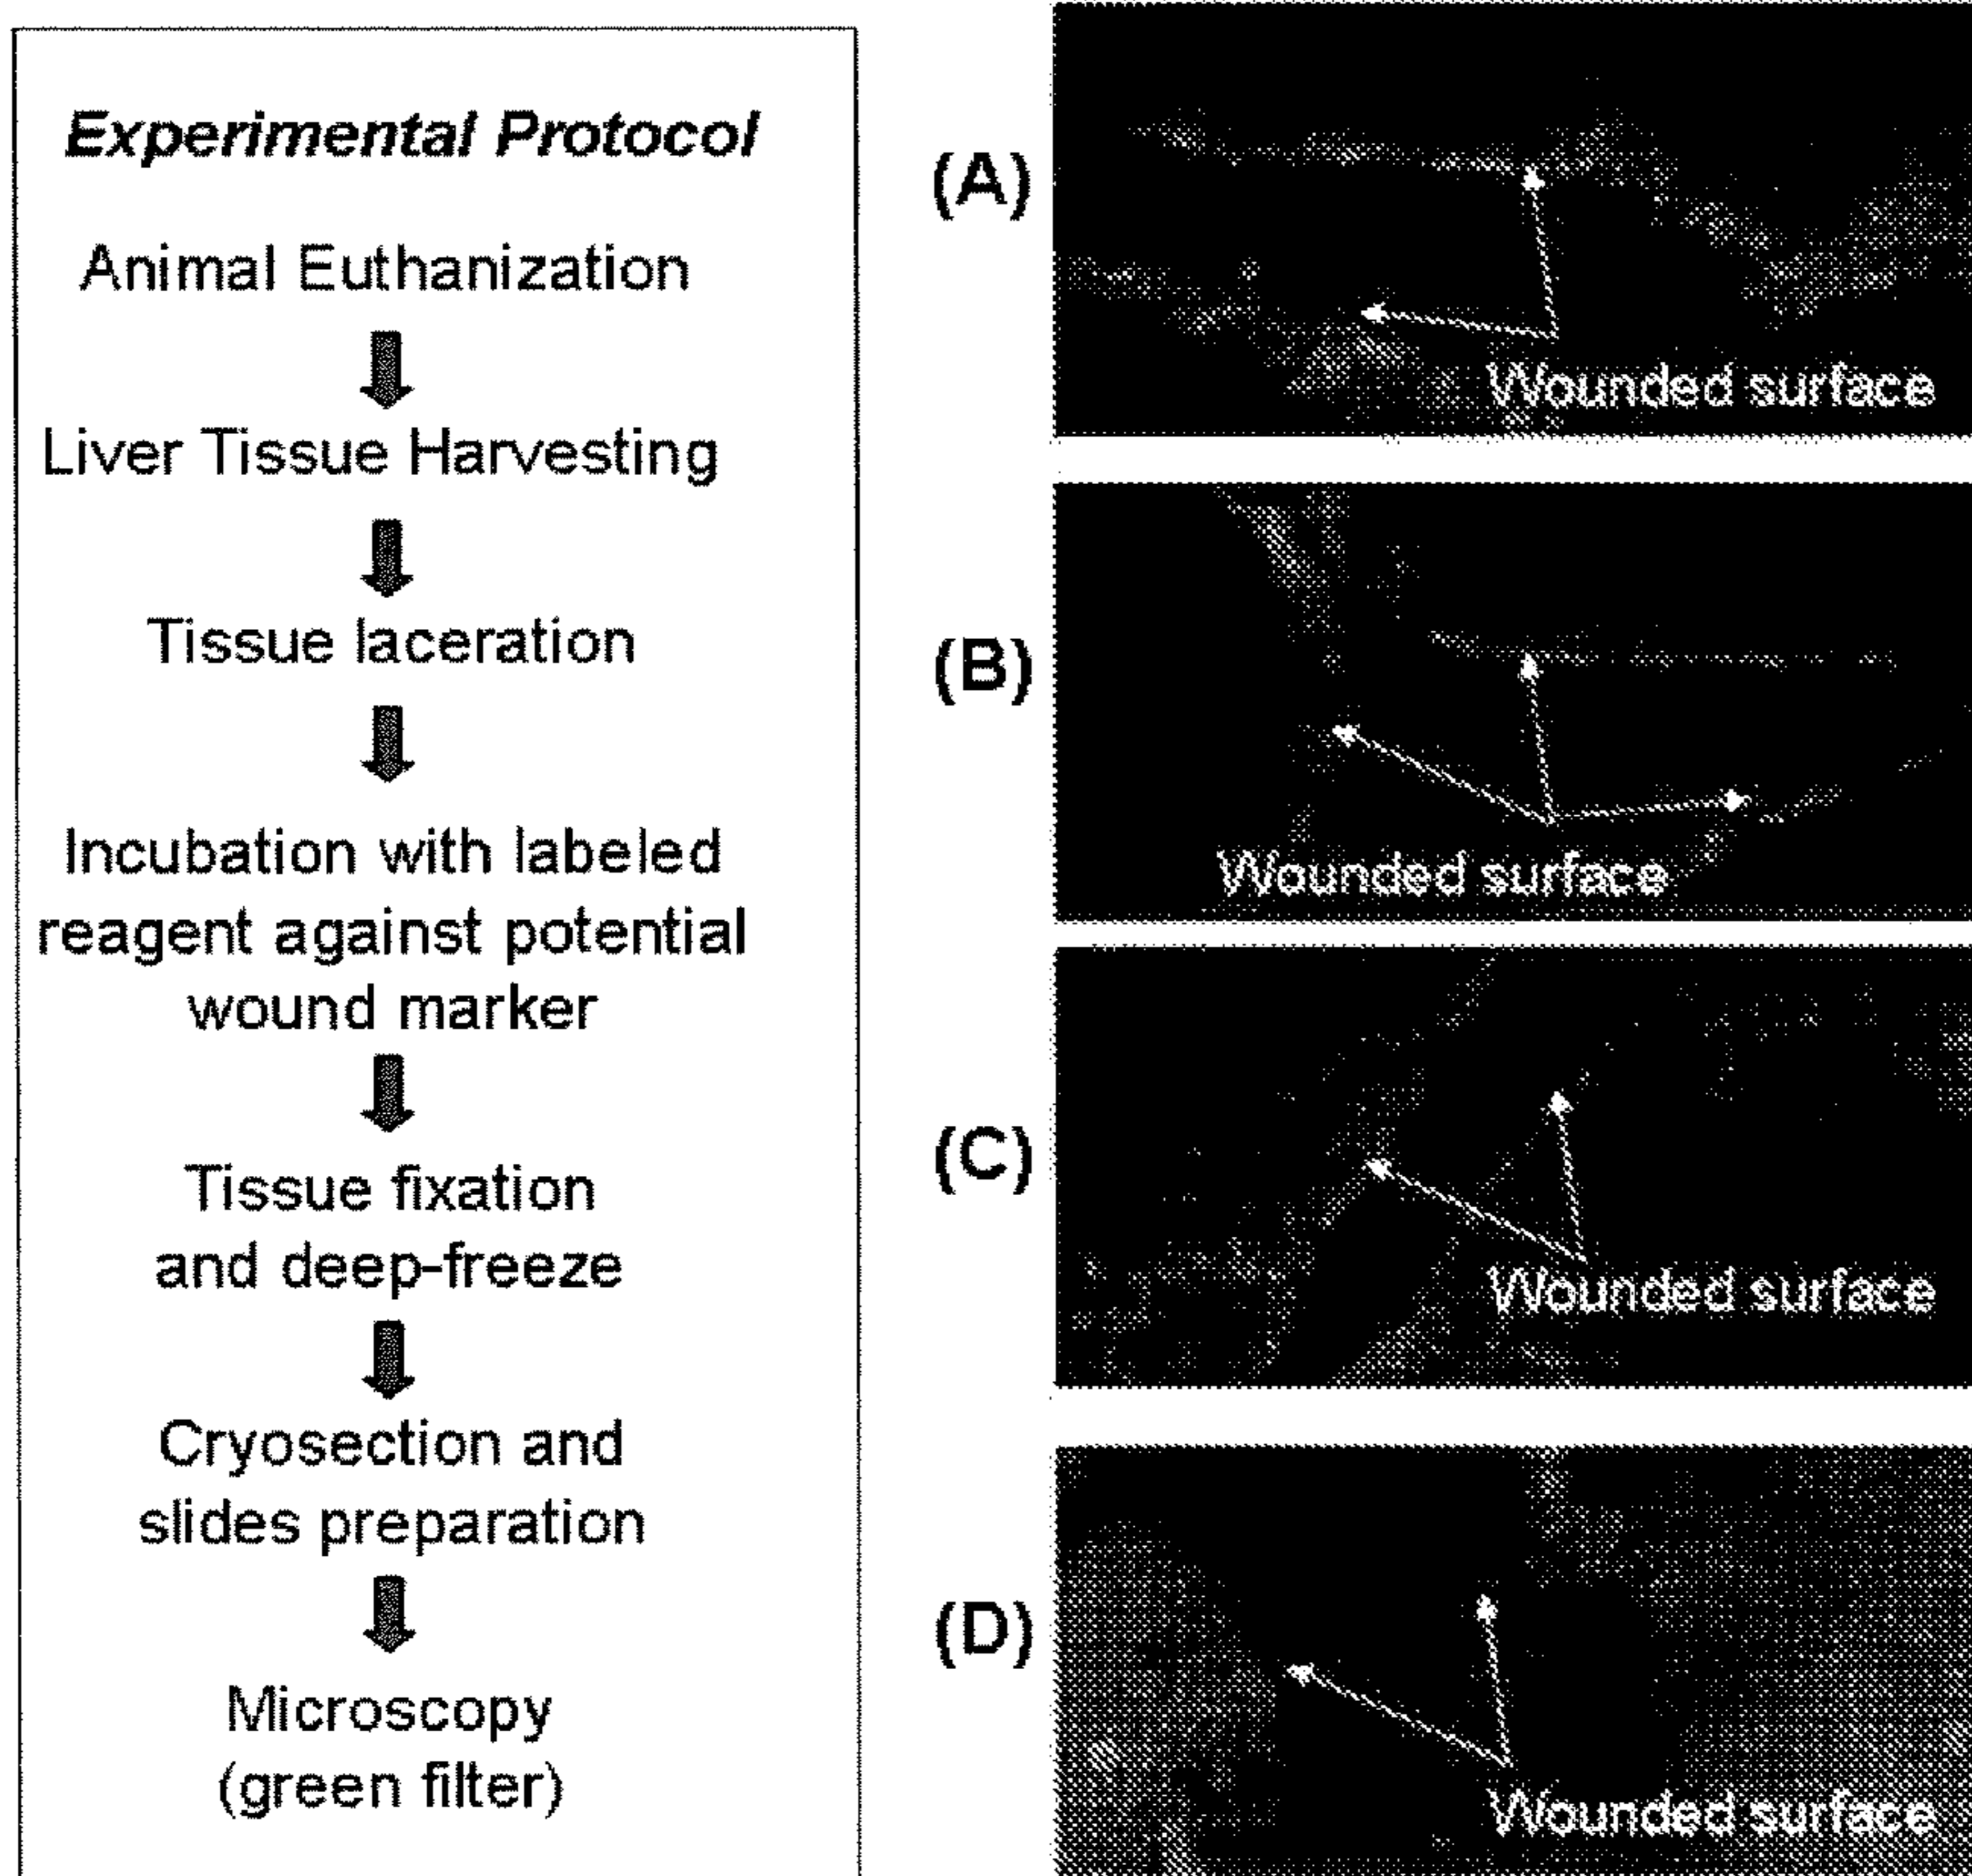 Experimental Protocol
Animal Euthanization
Liver Tissue Harvesting
Tissue laceration
Incubation with labeled
reagent against potential
wound marker
Tissue fixation
and deep-freeze
Cryosection and
slides preparation
Microscopy
(green filter)
(A)
Wounded surface
(B)
Wounded surface
(C)
Wounded surface
(D)
Wounded surface